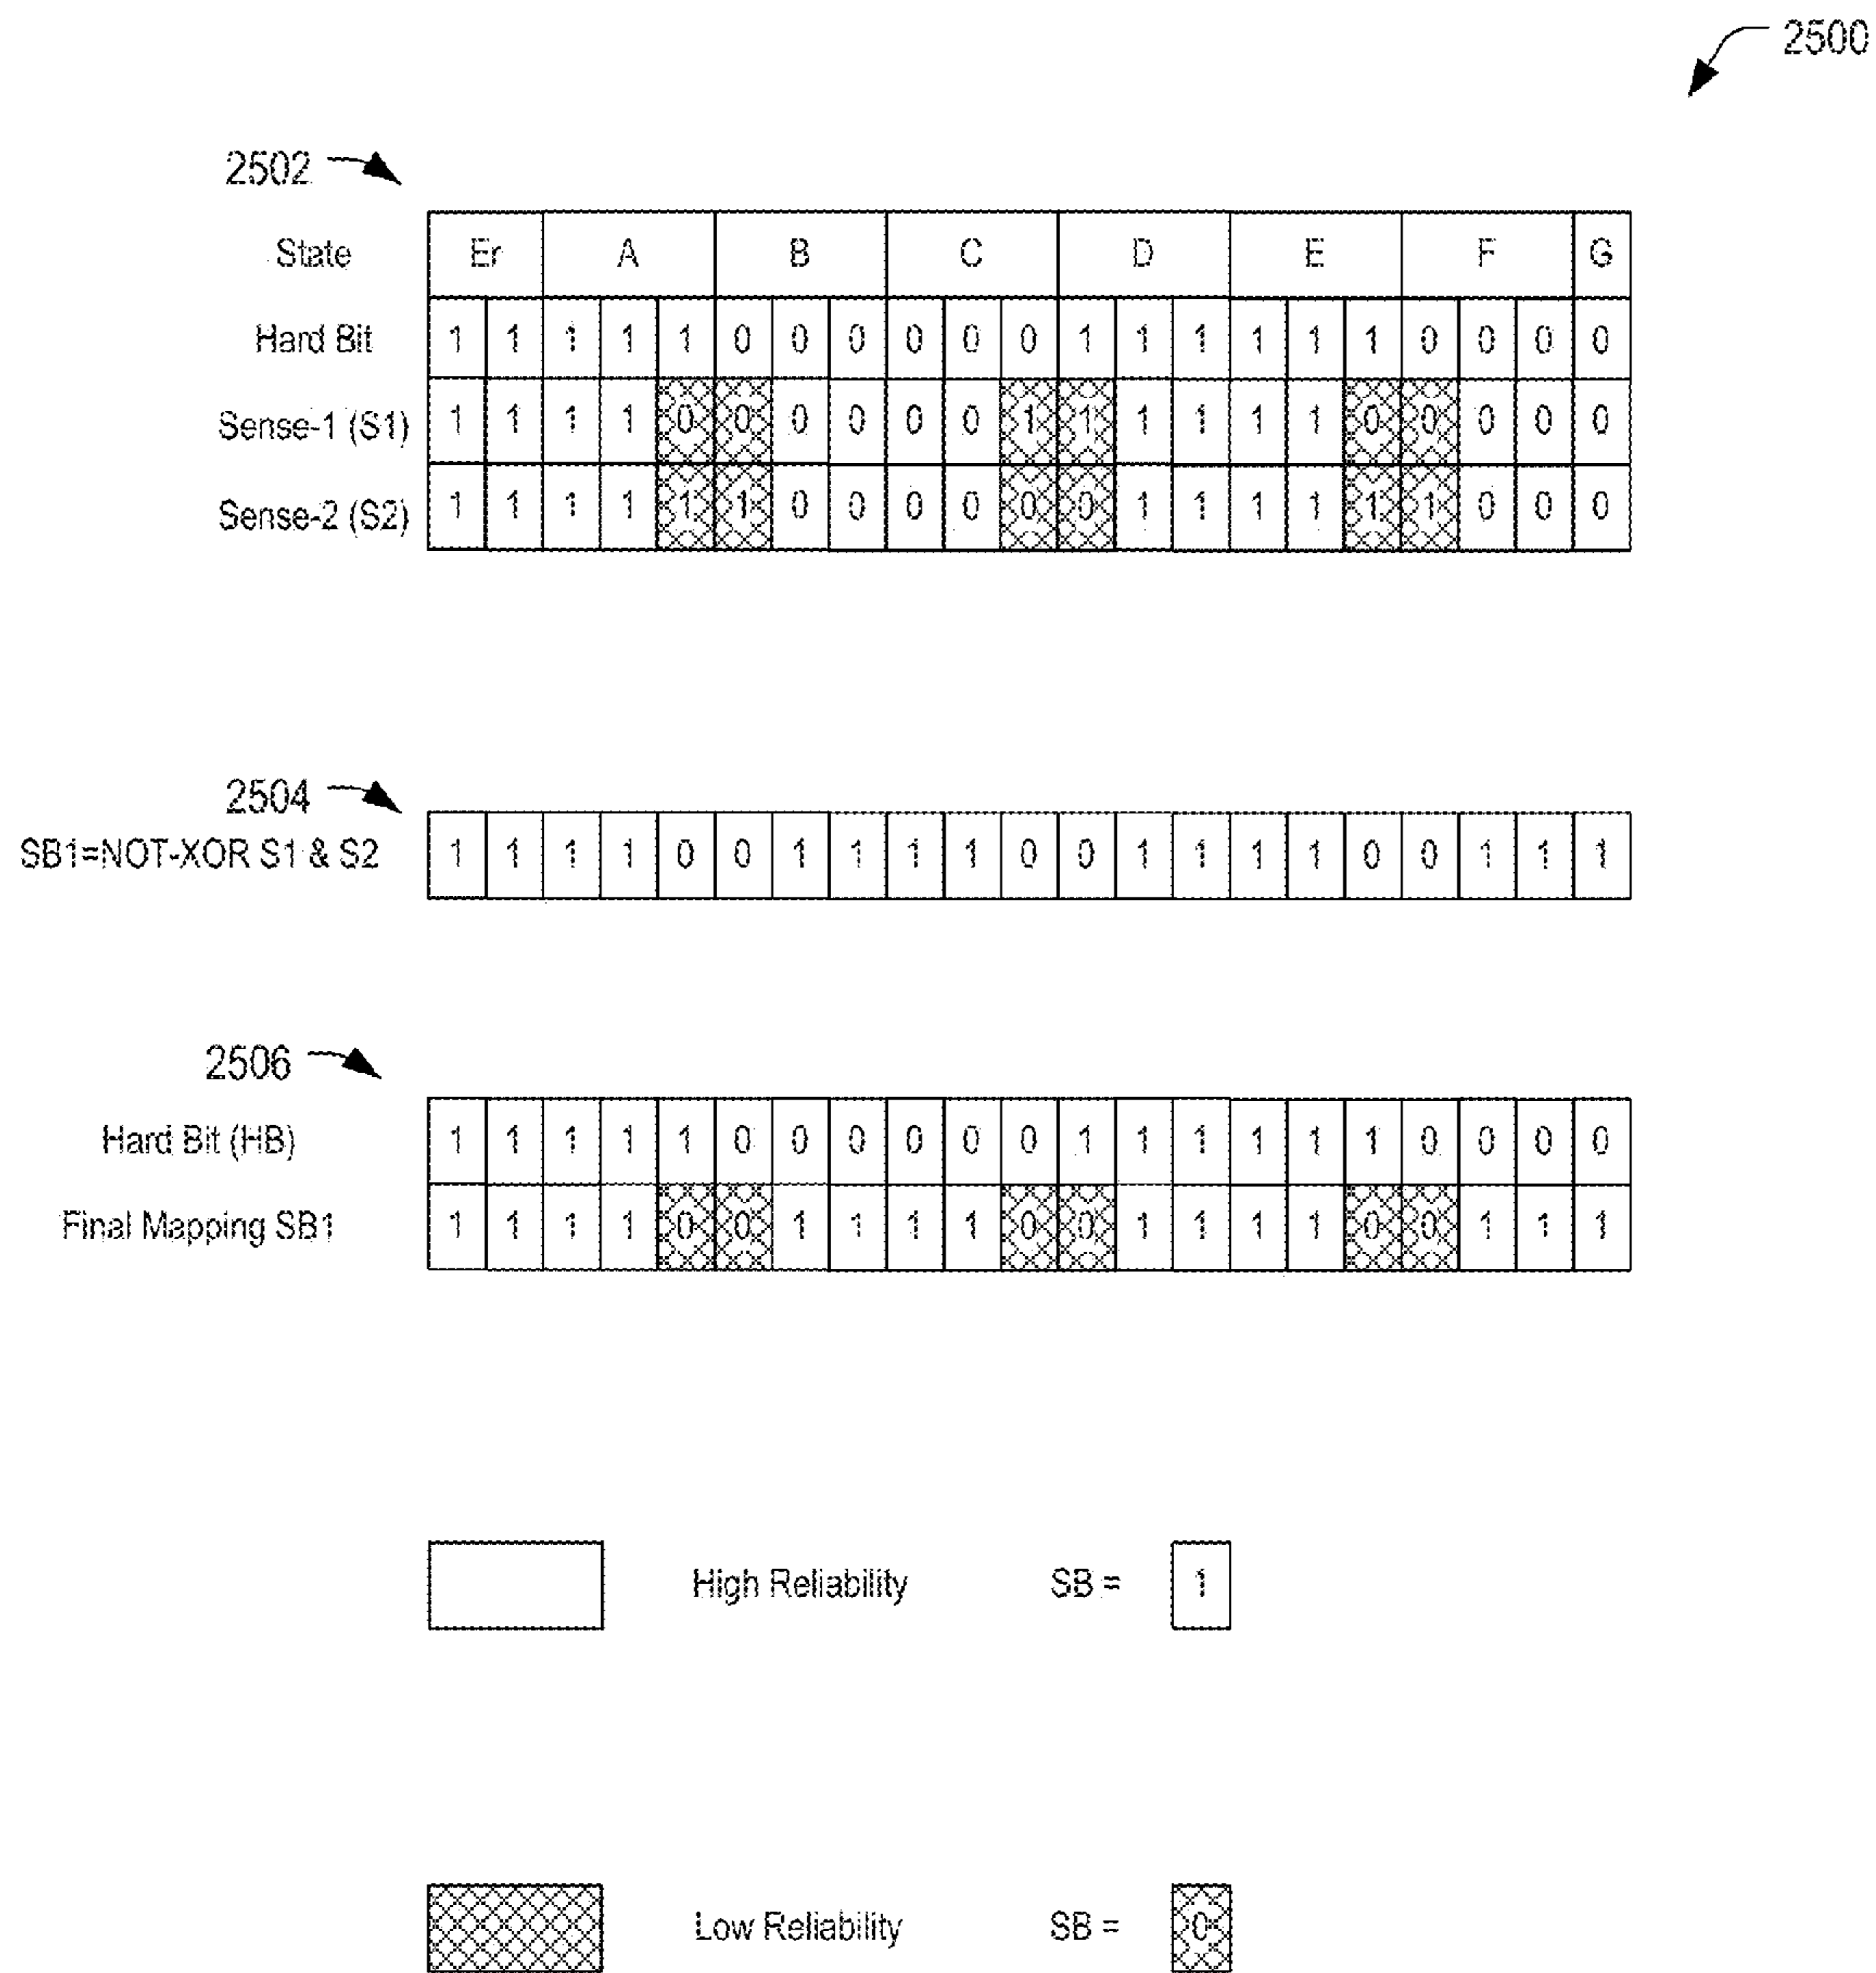 2500
2502
State Er A B C D E F G
Hard Bit 1 1 1 1 1 0 0 0 0 0 0 1 1 1 1 1 1 0 0 0 0
Sense-1 (S1) 1 1 1 1 0 0 0 0 0 0 1 1 1 1 1 1 0 0 0 0 0
Sense-2 (S2) 1 1 1 1 1 1 0 0 0 0 0 0 1 1 1 1 1 1 0 0 0
2504
SB1=NOT-XOR S1 & S2 1 1 1 1 0 0 1 1 1 1 0 0 1 1 1 1 0 0 1 1 1
2506
Hard Bit (HB) 1 1 1 1 1 0 0 0 0 0 0 1 1 1 1 1 1 0 0 0 0
Final Mapping SB1 1 1 1 1 0 0 1 1 1 1 0 0 1 1 1 1 0 0 1 1 1
High Reliability SB = 1
Low Reliability SB = 0